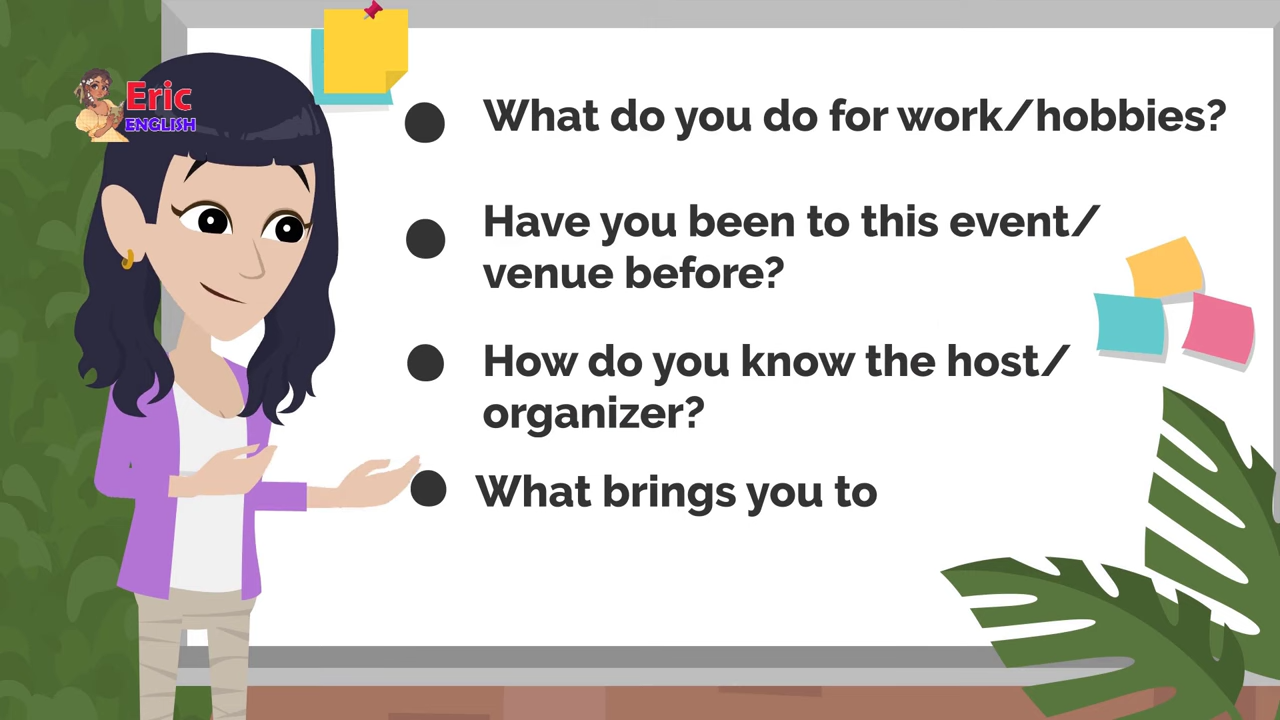 Eric
ENGLISH
What do you do for work/hobbies?
Have you been to this event/
venue before?
How do you know the host/
organizer?
What brings you to